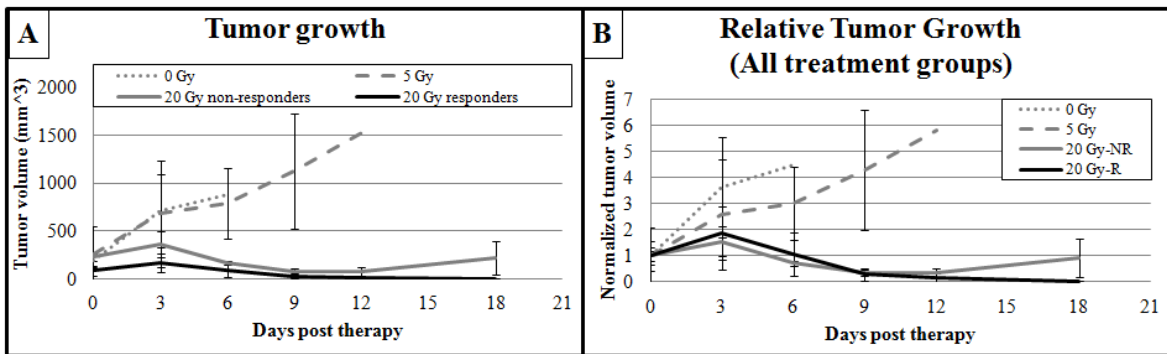 A
Tumor growth
0 Gy
5 Gy
20 Gy non-responders
20 Gy responders
Tumor volume (mm^3)
2000
1500
1000
500
0
0 3 6 9 12 15 18 21
Days post therapy
B
Relative Tumor Growth
(All treatment groups)
0 Gy
5 Gy
20 Gy-NR
20 Gy-R
Normalized tumor volume
7
6
5
4
3
2
1
0
0 3 6 9 12 15 18 21
Days post therapy